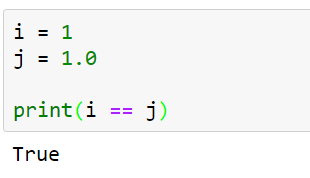 i = 1
j = 1.0
print(i == j)
True